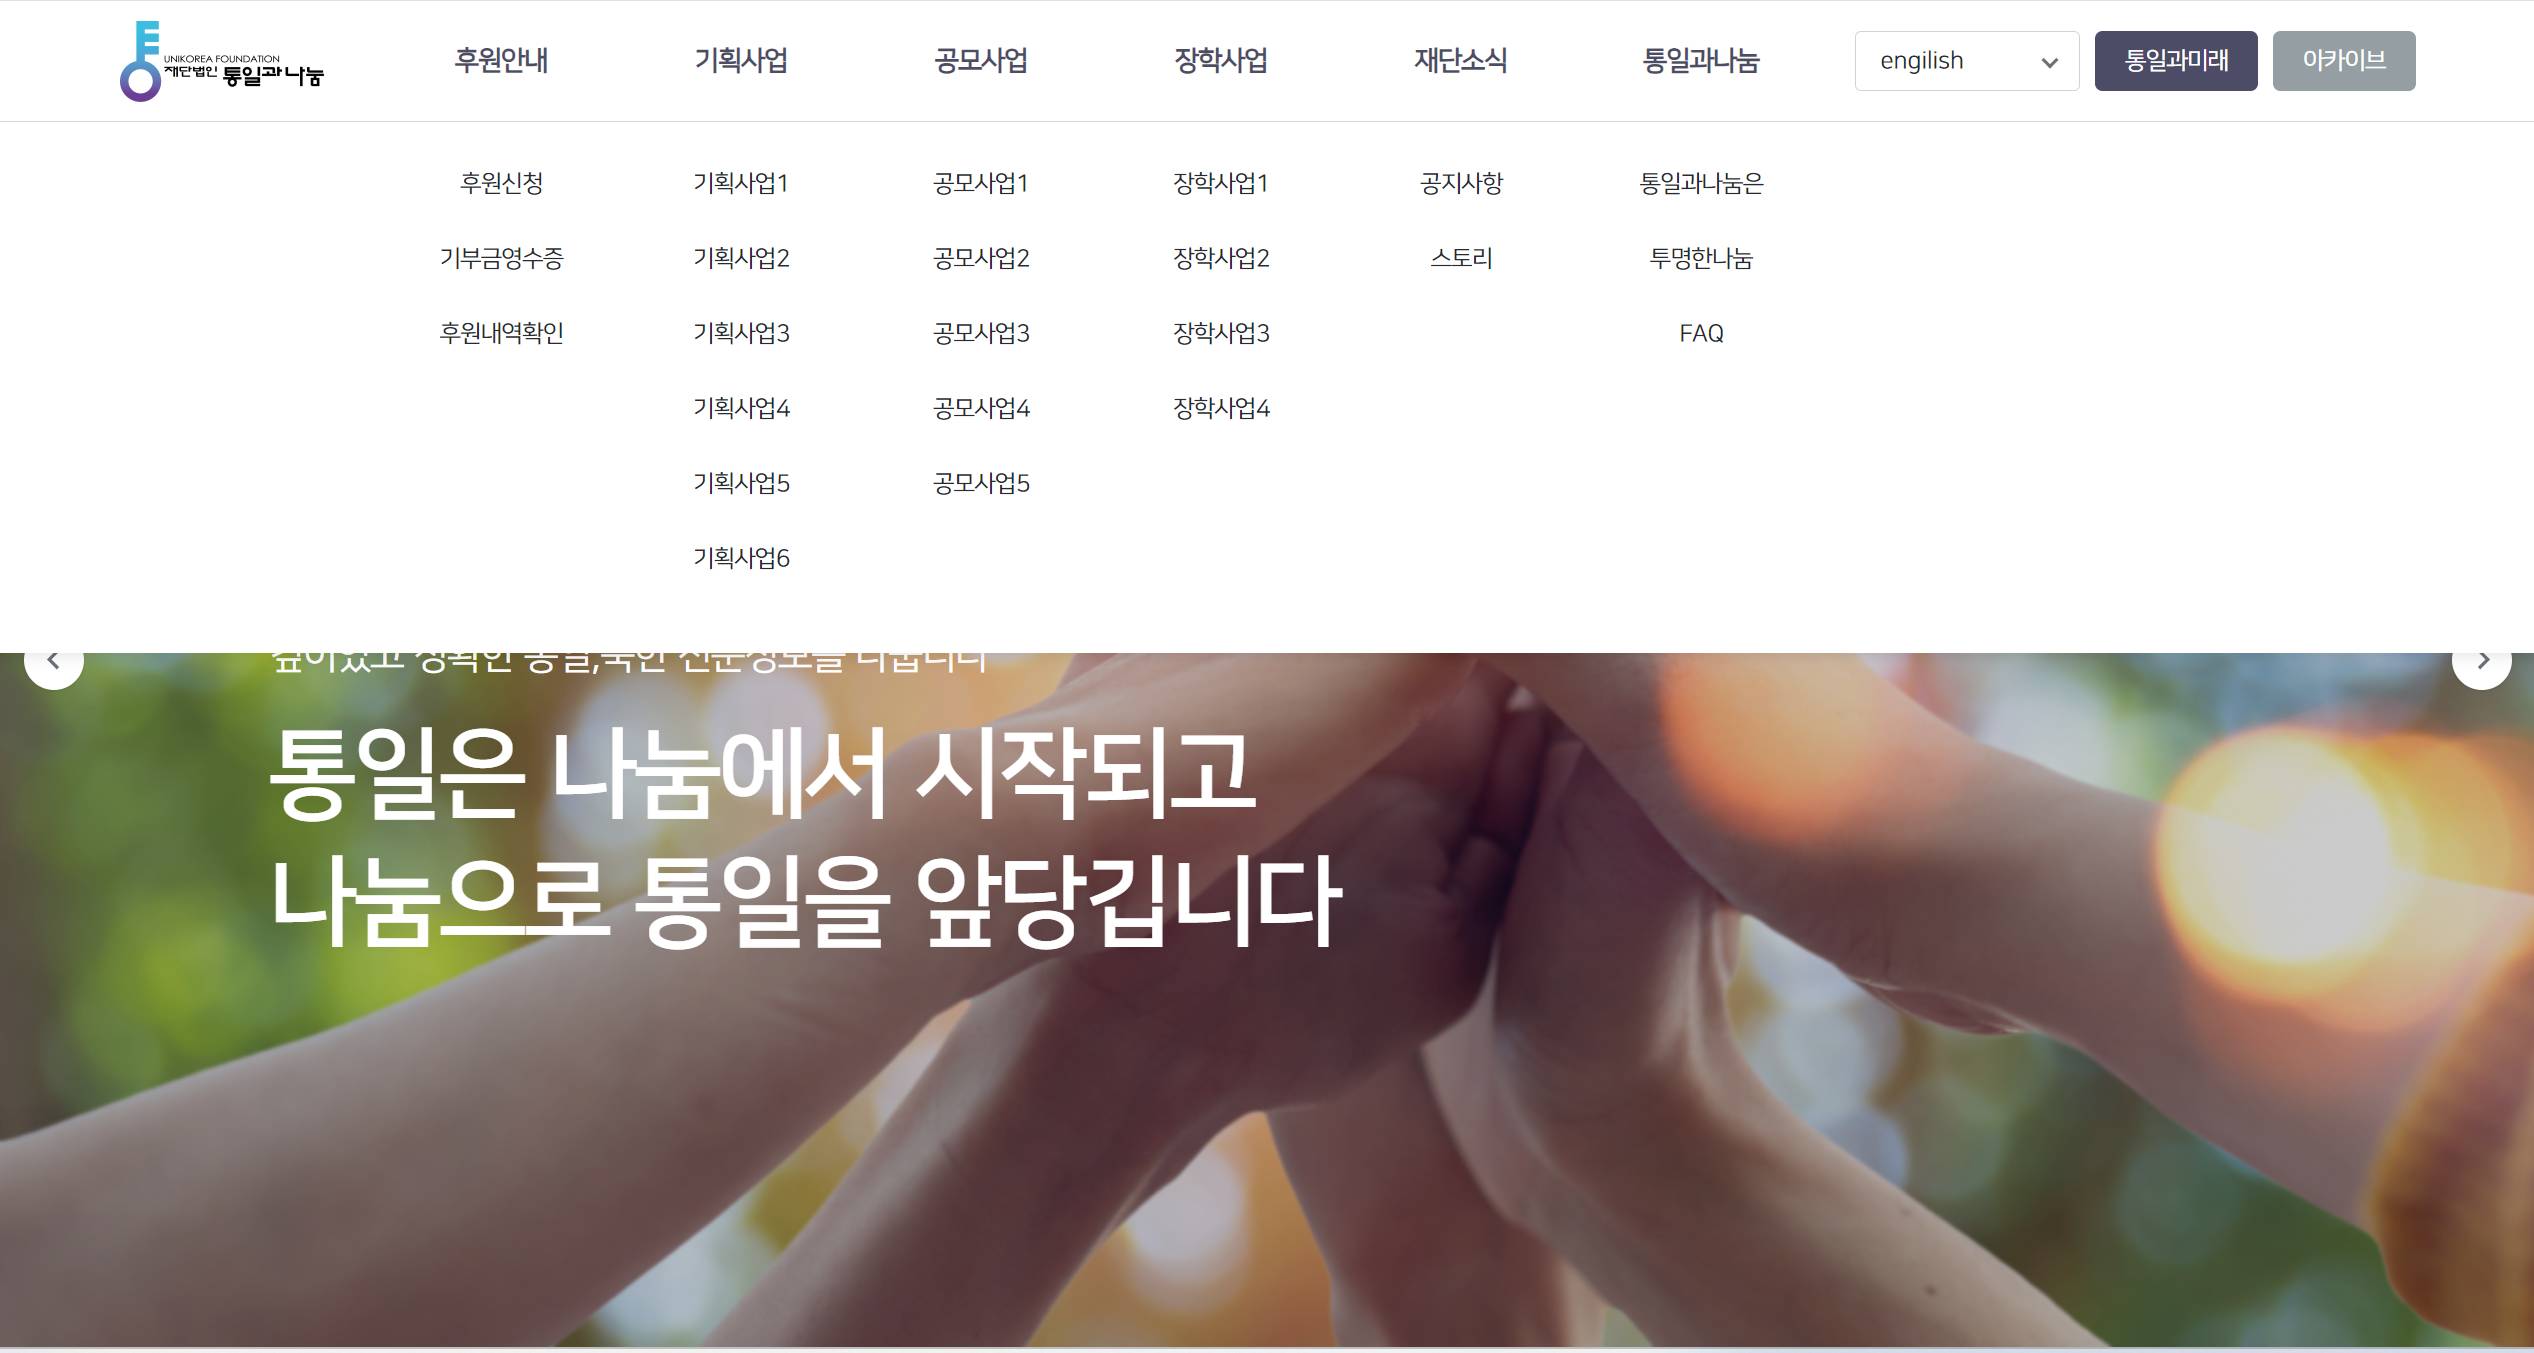 UNIKOREA FOUNDATION
재단법인 통일과 나눔
후원안내 기획사업 공모사업 장학사업 재단소식 통일과나눔 engilish 통일과미래 아카이브
후원신청 기획사업1 공모사업1 장학사업1 공지사항 통일과나눔은
기부금영수증 기획사업2 공모사업2 장학사업2 스토리 투명한나눔
후원내역확인 기획사업3 공모사업3 장학사업3 FAQ
기획사업4 공모사업4 장학사업4
기획사업5 공모사업5
기획사업6
통일은 나눔에서 시작되고
나눔으로 통일을 앞당깁니다